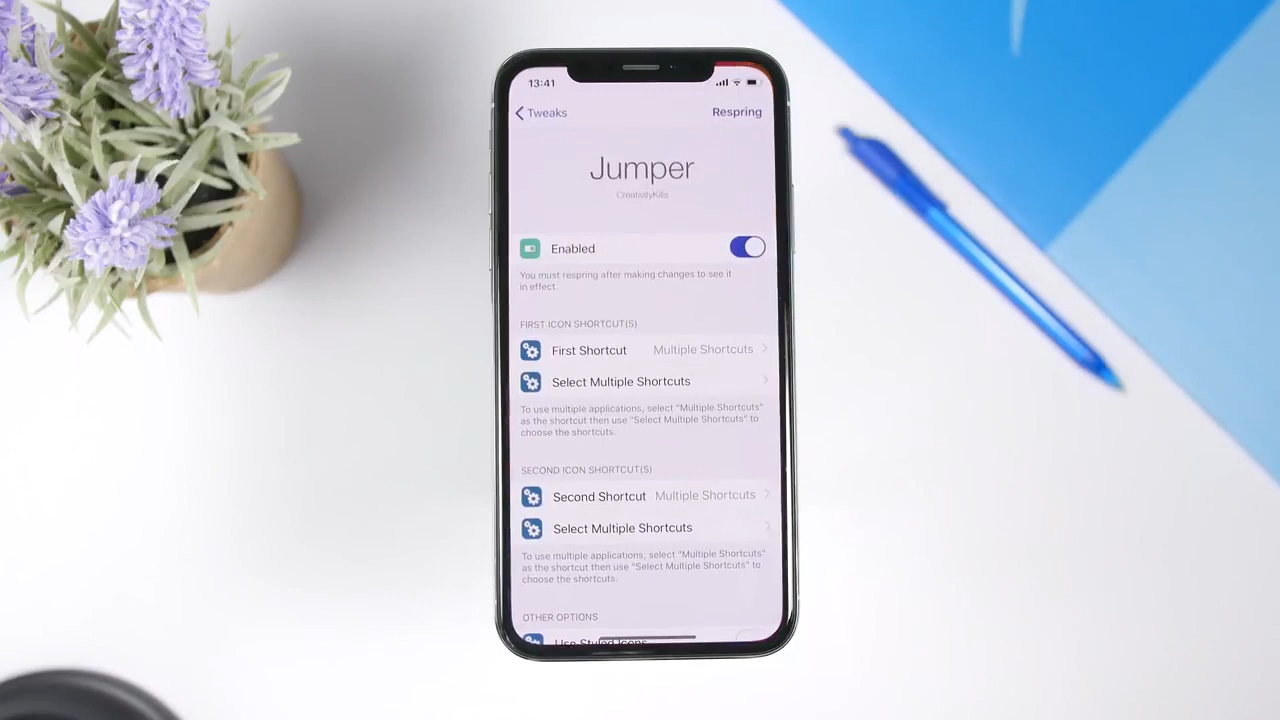 13:41
Tweaks
Respring
Jumper
CreativityKills
Enabled
You must respring after making changes to see it
in effect.
FIRST ICON SHORTCUT(S)
First Shortcut Multiple Shortcuts
Select Multiple Shortcuts
To use multiple applications, select "Multiple Shortcuts"
as the shortcut then use "Select Multiple Shortcuts" to
choose the shortcuts.
SECOND ICON SHORTCUT(S)
Second Shortcut Multiple Shortcuts
Select Multiple Shortcuts
To use multiple applications, select "Multiple Shortcuts"
as the shortcut then use "Select Multiple Shortcuts" to
choose the shortcuts.
OTHER OPTIONS
Use Styled Icons